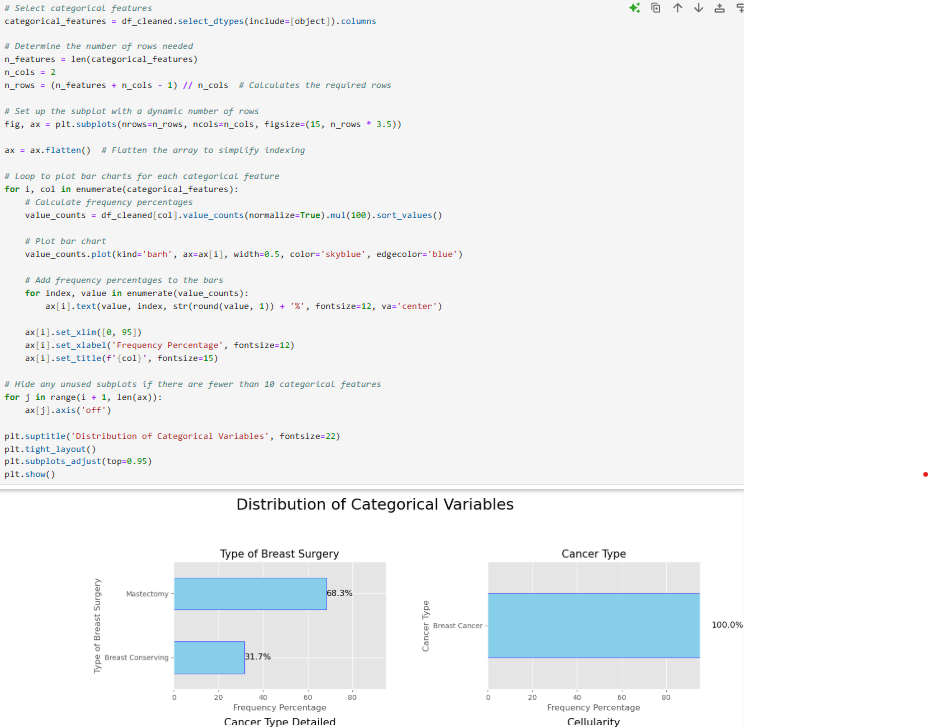 # Select categorical features
categorical_features = df_cleaned.select_dtypes(include=[object]).columns
# Determine the number of rows needed
n_features = len(categorical_features)
n_cols = 2
n_rows = (n_features + n_cols - 1) // n_cols  # Calculates the required rows
# Set up the subplot with a dynamic number of rows
fig, ax = plt.subplots(nrows=n_rows, ncols=n_cols, figsize=(15, n_rows * 3.5))
ax = ax.flatten()  # Flatten the array to simplify indexing
# Loop to plot bar charts for each categorical feature
for i, col in enumerate(categorical_features):
    # Calculate frequency percentages
    value_counts = df_cleaned[col].value_counts(normalize=True).mul(100).sort_values()
    # Plot bar chart
    value_counts.plot(kind='barh', ax=ax[i], width=0.5, color='skyblue', edgecolor='blue')
    # Add frequency percentages to the bars
    for index, value in enumerate(value_counts):
        ax[i].text(value, index, str(round(value, 1)) + '%', fontsize=12, va='center')
    ax[i].set_xlim([0, 95])
    ax[i].set_xlabel('Frequency Percentage', fontsize=12)
    ax[i].set_title(f'{col}', fontsize=15)
# Hide any unused subplots if there are fewer than 10 categorical features
for j in range(i + 1, len(ax)):
    ax[j].axis('off')
plt.suptitle('Distribution of Categorical Variables', fontsize=22)
plt.tight_layout()
plt.subplots_adjust(top=0.95)
plt.show()
Distribution of Categorical Variables
Type of Breast Surgery
Type of Breast Surgery
Mastectomy
68.3%
Breast Conserving
31.7%
0 20 40 60 80
Frequency Percentage
Cancer Type
Cancer Type
Breast Cancer
100.0%
0 20 40 60 80
Frequency Percentage
Cancer Type Detailed
Cellularity